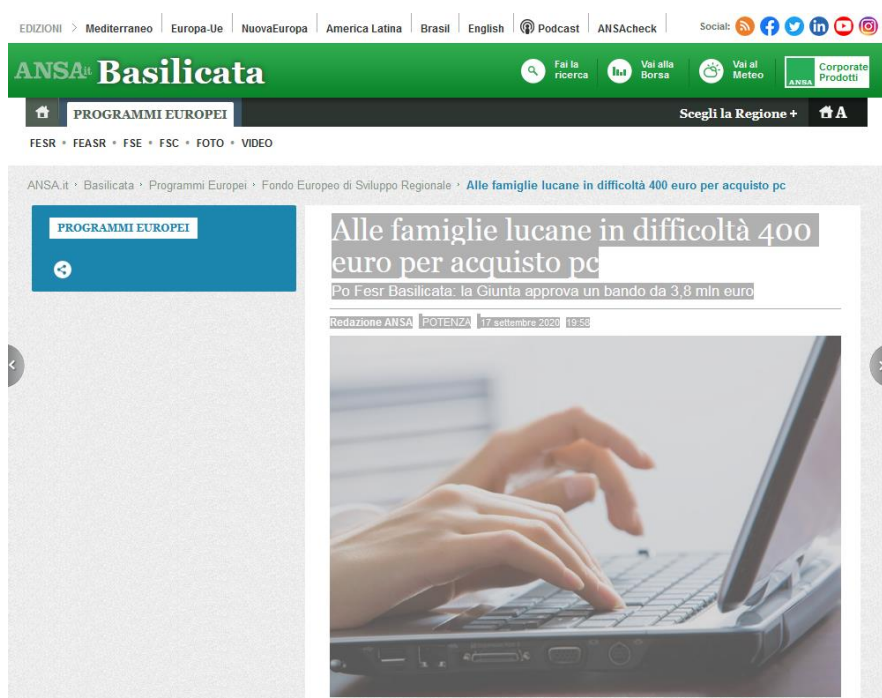 EDIZIONI > Mediterraneo Europa-Ue NuovaEuropa America Latina Brasil English Podcast ANSAcheck Social:
ANSA.it Basilicata
Fai la ricerca
Vai alla Borsa
Vai al Meteo
ANSA Corporate Prodotti
PROGRAMMI EUROPEI Scegli la Regione + A
FESR • FEASR • FSE • FSC • FOTO • VIDEO
ANSA.it › Basilicata › Programmi Europei › Fondo Europeo di Sviluppo Regionale › Alle famiglie lucane in difficoltà 400 euro per acquisto pc
PROGRAMMI EUROPEI
Alle famiglie lucane in difficoltà 400
euro per acquisto pc
Po Fesr Basilicata: la Giunta approva un bando da 3,8 mln euro
Redazione ANSA POTENZA 17 settembre 2020 19:58